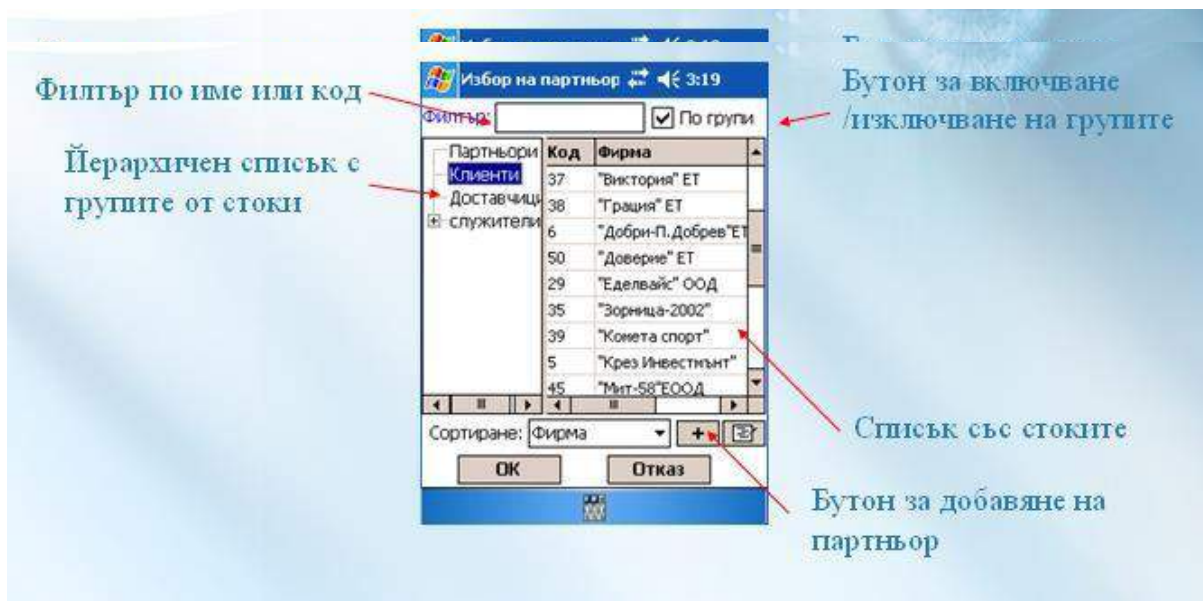 Избор на партньор 3:19
Филтър по име или код
Бутон за включване
/изключване на групите
Йерархичен списък с
групите от стоки
Филтър:
По групи
Партньори
Клиенти
Доставчици
служители
Код Фирма
37 "Виктория" ЕТ
38 "Грация" ЕТ
6 "Добри-П.Добрев"ЕТ
50 "Доверие" ЕТ
29 "Еделвайс" ООД
35 "Зорница-2002"
39 "Комета спорт"
5 "Крез Инвестмънт"
45 "Мит-58"ЕООД
Сортиране: Фирма
+
OK Отказ
Списък със стоките
Бутон за добавяне на
партньор